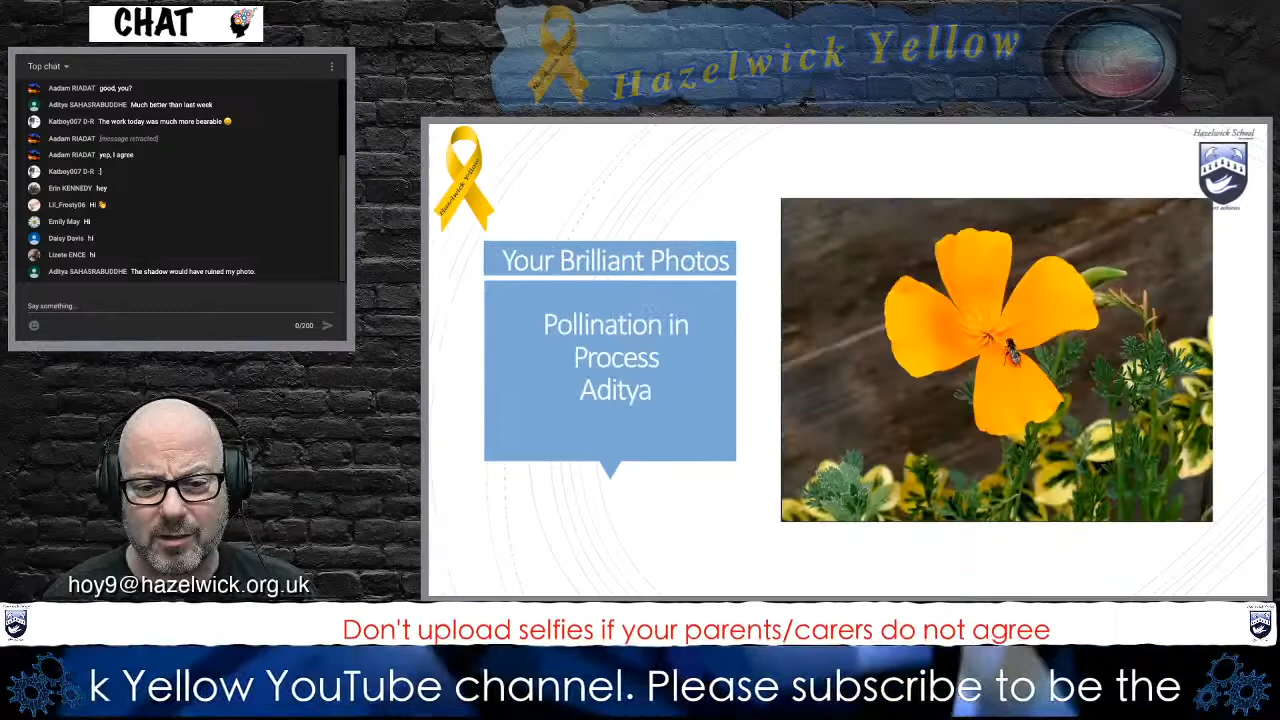 CHAT
Top chat
Aadam RIADAT good, you?
Aditya SAHASRABUDDHE Much better than last week
Katboy007 D-R The work today was much more bearable 😄
Aadam RIADAT [message retracted]
Aadam RIADAT yep, I agree
Katboy007 D-R :]
Erin KENNEDY hey
Lil_Frosty06 Hi 👋
Emily May Hi
Daisy Davis hi
Lizete ENCE hi
Aditya SAHASRABUDDHE The shadow would have ruined my photo.
Say something...
0/200
hoy9@hazelwick.org.uk
Hazelwick Yellow
Hazelwick Yellow
Hazelwick School
Your Brilliant Photos
Pollination in
Process
Aditya
Don't upload selfies if your parents/carers do not agree
k Yellow YouTube channel. Please subscribe to be the